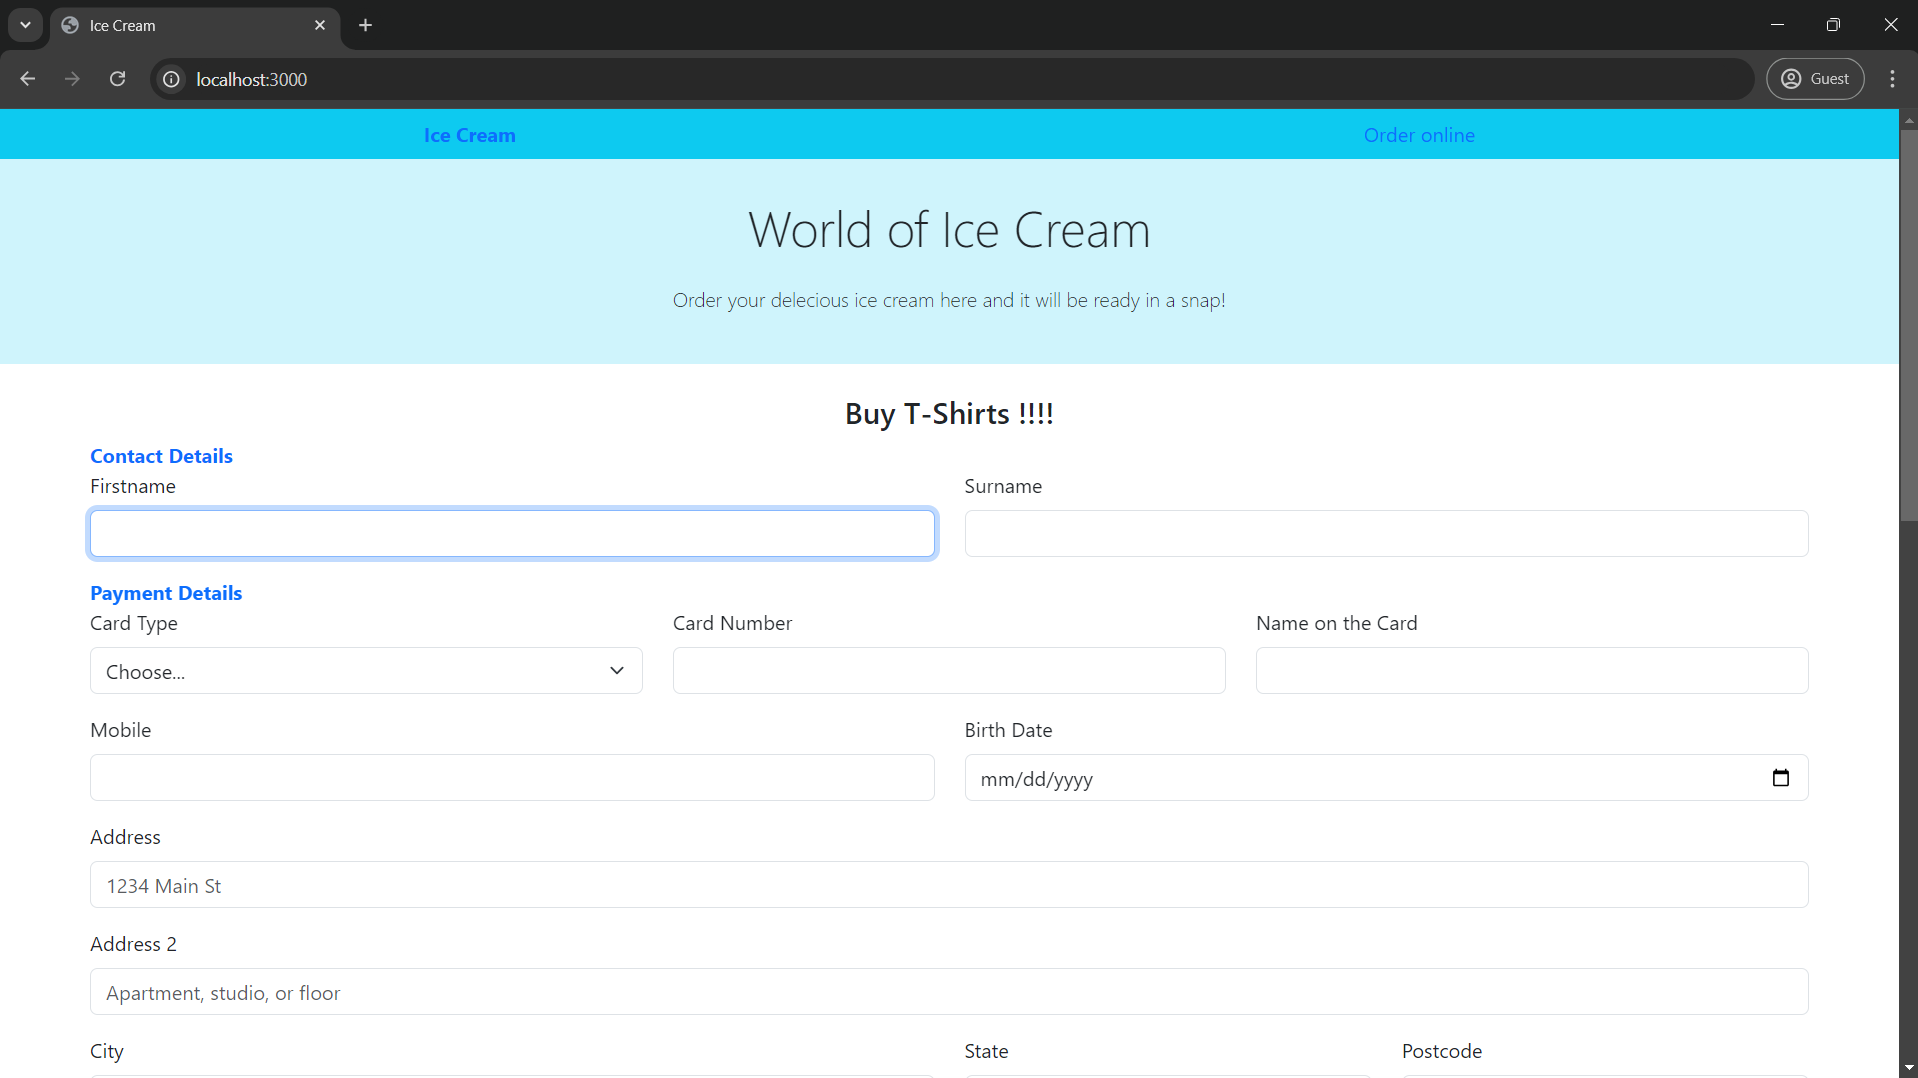 Ice Cream
localhost:3000
Guest
Ice Cream
Order online
World of Ice Cream
Order your delecious ice cream here and it will be ready in a snap!
Buy T-Shirts !!!!
Contact Details
Firstname
Surname
Payment Details
Card Type
Card Number
Name on the Card
Choose...
Mobile
Birth Date
mm/dd/yyyy
Address
1234 Main St
Address 2
Apartment, studio, or floor
City
State
Postcode